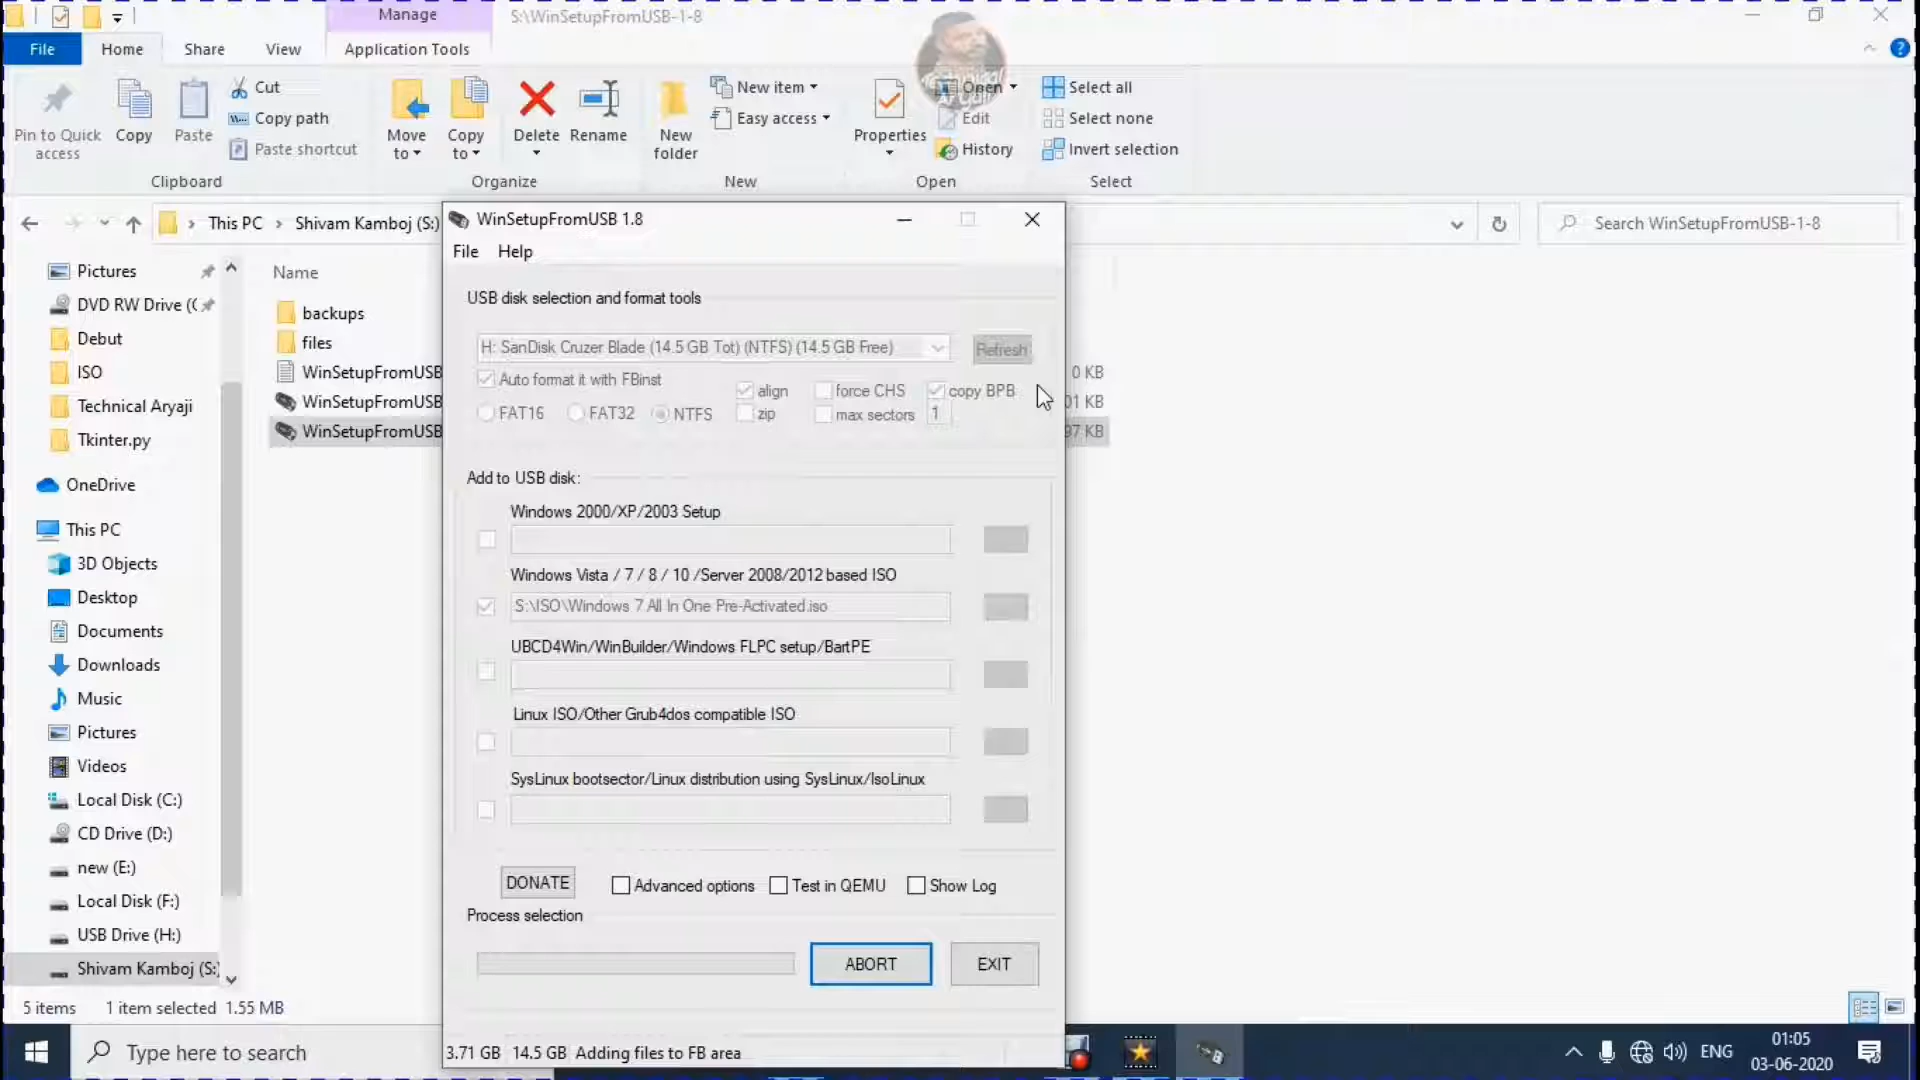 Manage
S:\WinSetupFromUSB-1-8
File
Home
Share
View
Application Tools
Pin to Quick access
Copy
Paste
Cut
Copy path
Paste shortcut
Clipboard
Move to
Copy to
Delete
Rename
Organize
New folder
New item
Easy access
New
Properties
Open
Edit
History
Open
Select all
Select none
Invert selection
Select
This PC
Shivam Kamboj (S:)
Search WinSetupFromUSB-1-8
Pictures
DVD RW Drive (
Debut
ISO
Technical Aryaji
Tkinter.py
OneDrive
This PC
3D Objects
Desktop
Documents
Downloads
Music
Pictures
Videos
Local Disk (C:)
CD Drive (D:)
new (E:)
Local Disk (F:)
USB Drive (H:)
Shivam Kamboj (S:)
Name
backups
files
WinSetupFromUSB
0 KB
WinSetupFromUSB
01 KB
WinSetupFromUSB
97 KB
WinSetupFromUSB 1.8
File Help
USB disk selection and format tools
H: SanDisk Cruzer Blade (14.5 GB Tot) (NTFS) (14.5 GB Free)
Refresh
Auto format it with FBinst
align
force CHS
copy BPB
FAT16
FAT32
NTFS
zip
max sectors
1
Add to USB disk:
Windows 2000/XP/2003 Setup
Windows Vista / 7 / 8 / 10 /Server 2008/2012 based ISO
S:\ISO\Windows 7 All In One Pre-Activated.iso
UBCD4Win/WinBuilder/Windows FLPC setup/BartPE
Linux ISO/Other Grub4dos compatible ISO
SysLinux bootsector/Linux distribution using SysLinux/IsoLinux
DONATE
Advanced options
Test in QEMU
Show Log
Process selection
ABORT
EXIT
3.71 GB 14.5 GB Adding files to FB area
5 items 1 item selected 1.55 MB
Type here to search
ENG
01:05
03-06-2020